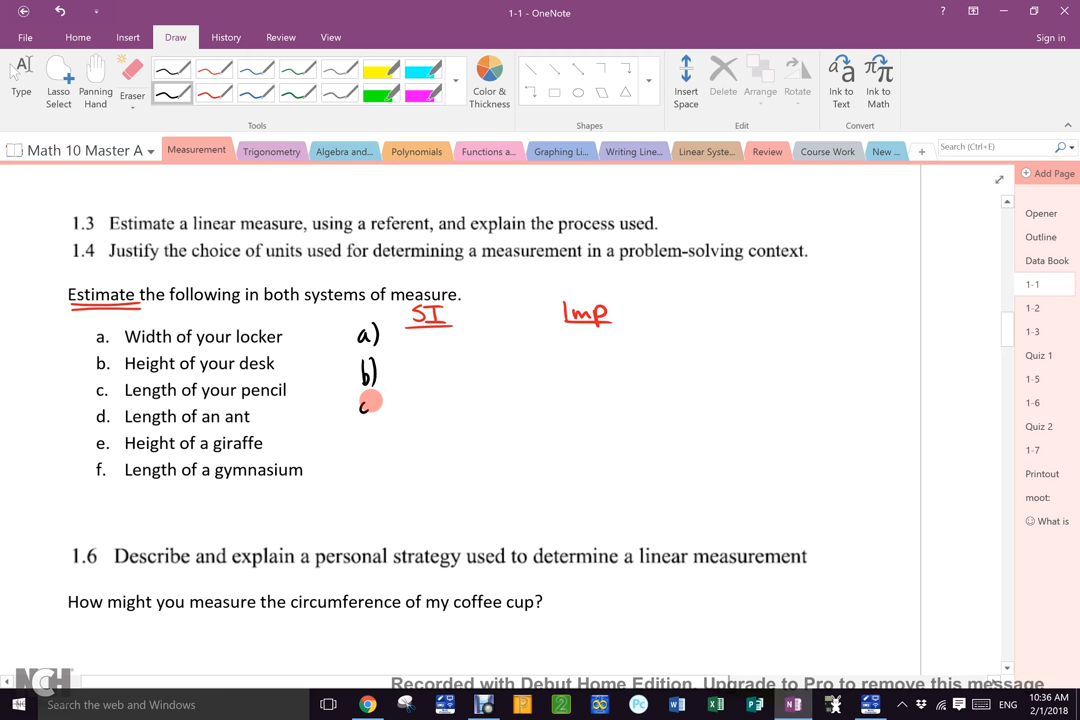 1-1 - OneNote
?
Sign in
File Home Insert Draw History Review View
Type Lasso Select Panning Hand Eraser Color & Thickness Insert Space Delete Arrange Rotate Ink to Text Ink to Math
Tools Shapes Edit Convert
Math 10 Master A Measurement Trigonometry Algebra and... Polynomials Functions a... Graphing Li... Writing Line... Linear Syste... Review Course Work New ... + Search (Ctrl+E)
Add Page
Opener
Outline
Data Book
1-1
1-2
1-3
Quiz 1
1-5
1-6
Quiz 2
1-7
Printout
moot:
What is
1.3 Estimate a linear measure, using a referent, and explain the process used.
1.4 Justify the choice of units used for determining a measurement in a problem-solving context.
Estimate the following in both systems of measure.
SI Imp
a. Width of your locker a)
b. Height of your desk b)
c. Length of your pencil c
d. Length of an ant
e. Height of a giraffe
f. Length of a gymnasium
1.6 Describe and explain a personal strategy used to determine a linear measurement
How might you measure the circumference of my coffee cup?
NCH
Recorded with Debut Home Edition. Upgrade to Pro to remove this message
Search the web and Windows
ENG
10:36 AM
2/1/2018